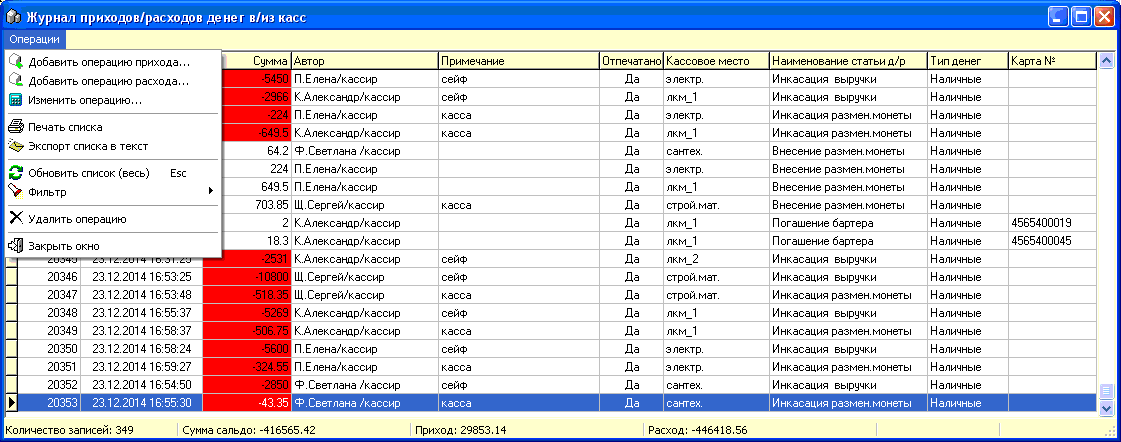 Журнал приходов/расходов денег в/из касс
Операции
Добавить операцию прихода...
Добавить операцию расхода...
Изменить операцию...
Печать списка
Экспорт списка в текст
Обновить список (весь) Esc
Фильтр
Удалить операцию
Закрыть окно
Сумма Автор Примечание Отпечатано Кассовое место Наименование статьи д/р Тип денег Карта №
-5450 П.Елена/кассир сейф Да электр. Инкасация выручки Наличные
-2966 К.Александр/кассир сейф Да лкм_1 Инкасация выручки Наличные
-224 П.Елена/кассир касса Да электр. Инкасация размен.монеты Наличные
-649.5 К.Александр/кассир касса Да лкм_1 Инкасация размен.монеты Наличные
64.2 Ф.Светлана /кассир Да сантех. Внесение размен.монеты Наличные
224 П.Елена/кассир Да электр. Внесение размен.монеты Наличные
649.5 П.Елена/кассир Да лкм_1 Внесение размен.монеты Наличные
703.85 Щ.Сергей/кассир касса Да строй.мат. Внесение размен.монеты Наличные
2 К.Александр/кассир Да лкм_1 Погашение бартера Наличные 4565400019
18.3 К.Александр/кассир Да лкм_1 Погашение бартера Наличные 4565400045
20345 23.12.2014 16:51:25 -2531 К.Александр/кассир сейф Да лкм_2 Инкасация выручки Наличные
20346 23.12.2014 16:53:25 -10800 Щ.Сергей/кассир сейф Да строй.мат. Инкасация выручки Наличные
20347 23.12.2014 16:53:48 -518.35 Щ.Сергей/кассир касса Да строй.мат. Инкасация размен.монеты Наличные
20348 23.12.2014 16:55:37 -5269 К.Александр/кассир сейф Да лкм_1 Инкасация выручки Наличные
20349 23.12.2014 16:58:37 -506.75 К.Александр/кассир касса Да лкм_1 Инкасация размен.монеты Наличные
20350 23.12.2014 16:58:24 -5600 П.Елена/кассир сейф Да электр. Инкасация выручки Наличные
20351 23.12.2014 16:59:27 -324.55 П.Елена/кассир касса Да электр. Инкасация размен.монеты Наличные
20352 23.12.2014 16:54:50 -2850 Ф.Светлана /кассир сейф Да сантех. Инкасация выручки Наличные
20353 23.12.2014 16:55:30 -43.35 Ф.Светлана /кассир касса Да сантех. Инкасация размен.монеты Наличные
Количество записей: 349 Сумма сальдо: -416565.42 Приход: 29853.14 Расход: -446418.56